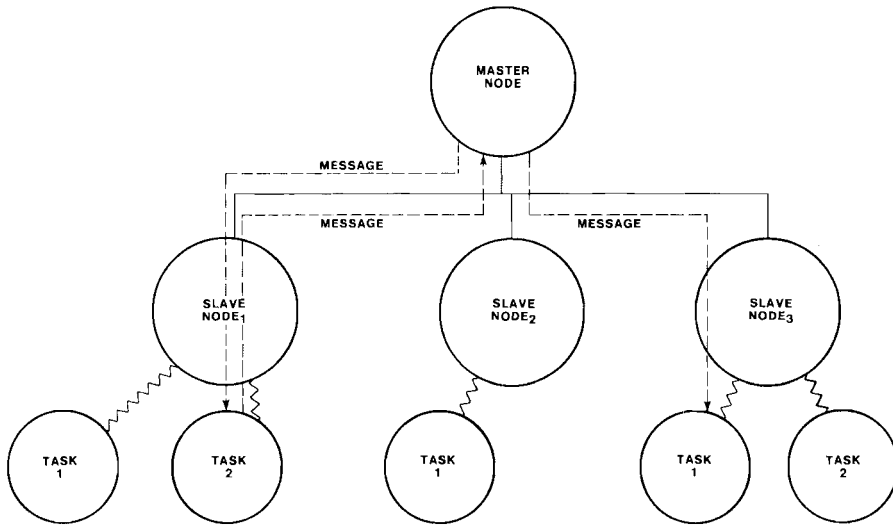 MASTER
NODE
MESSAGE
MESSAGE
MESSAGE
SLAVE
NODE1
SLAVE
NODE2
SLAVE
NODE3
TASK
1
TASK
2
TASK
1
TASK
1
TASK
2